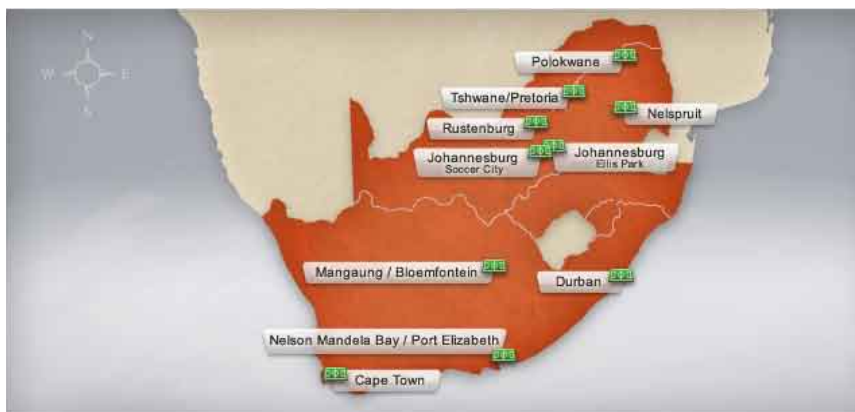 N
W E
S
Polokwane
Tshwane/Pretoria
Nelspruit
Rustenburg
Johannesburg
Soccer City
Johannesburg
Ellis Park
Mangaung / Bloemfontein
Durban
Nelson Mandela Bay / Port Elizabeth
Cape Town